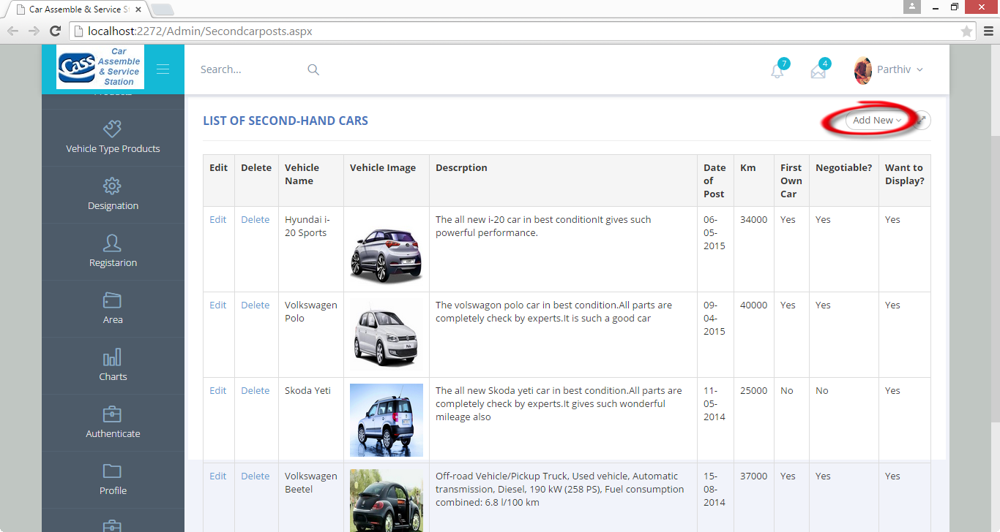 Car Assemble & Service St
localhost:2272/Admin/Secondcarposts.aspx
Cass
Car
Assemble
& Service
Station
Search...
7
4
Parthiv
Products
Vehicle Type Products
Designation
Registarion
Area
Charts
Authenticate
Profile
LIST OF SECOND-HAND CARS
Add New
Edit Delete Vehicle Name Vehicle Image Descrption Date of Post Km First Own Car Negotiable? Want to Display?
Edit Delete Hyundai i- The all new i-20 car in best conditionIt gives such 06- 34000 Yes Yes Yes
20 Sports powerful performance. 05-
2015
Edit Delete Volkswagen The volswagon polo car in best condition.All parts are 09- 40000 Yes Yes Yes
Polo completely check by experts.It is such a good car 04-
2015
Edit Delete Skoda Yeti The all new Skoda yeti car in best condition.All parts are 11- 25000 No No Yes
completely check by experts.It gives such wonderful 05-
mileage also 2014
Edit Delete Volkswagen Off-road Vehicle/Pickup Truck, Used vehicle, Automatic 15- 37000 Yes Yes Yes
Beetel transmission, Diesel, 190 kW (258 PS), Fuel consumption 08-
combined: 6.8 l/100 km 2014